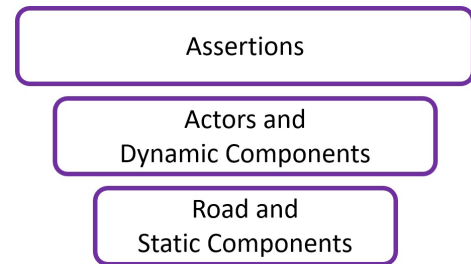 Assertions
Actors and
Dynamic Components
Road and
Static Components